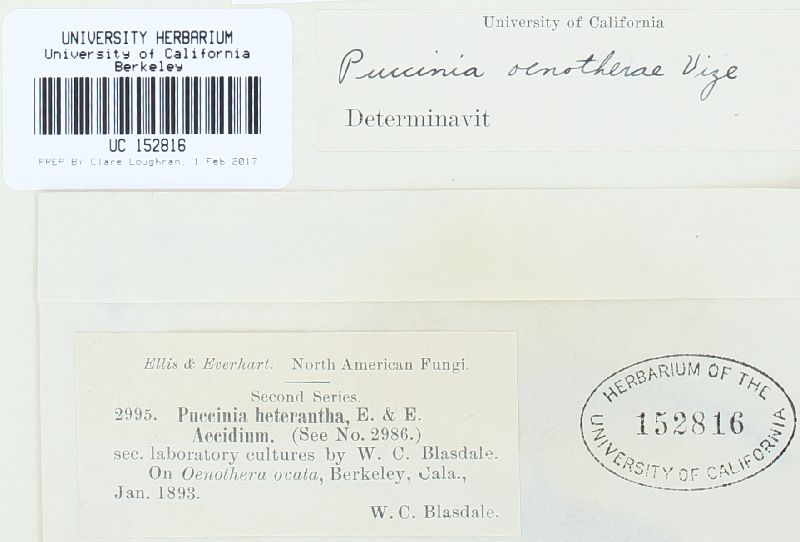 UNIVERSITY HERBARIUM
University of California
Berkeley
UC 152816
PREP BY Clare Loughran, 1 Feb 2017
University of California
Puccinia oenotherae Vize
Determinavit
Ellis & Everhart. North American Fungi.
Second Series.
2995. Puccinia heterantha, E. & E.
Aecidium. (See No. 2986.)
sec. laboratory cultures by W. C. Blasdale.
On Oenothera ovata, Berkeley, Cala.,
Jan. 1893.
W. C. Blasdale.
HERBARIUM OF THE
152816
UNIVERSITY OF CALIFORNIA